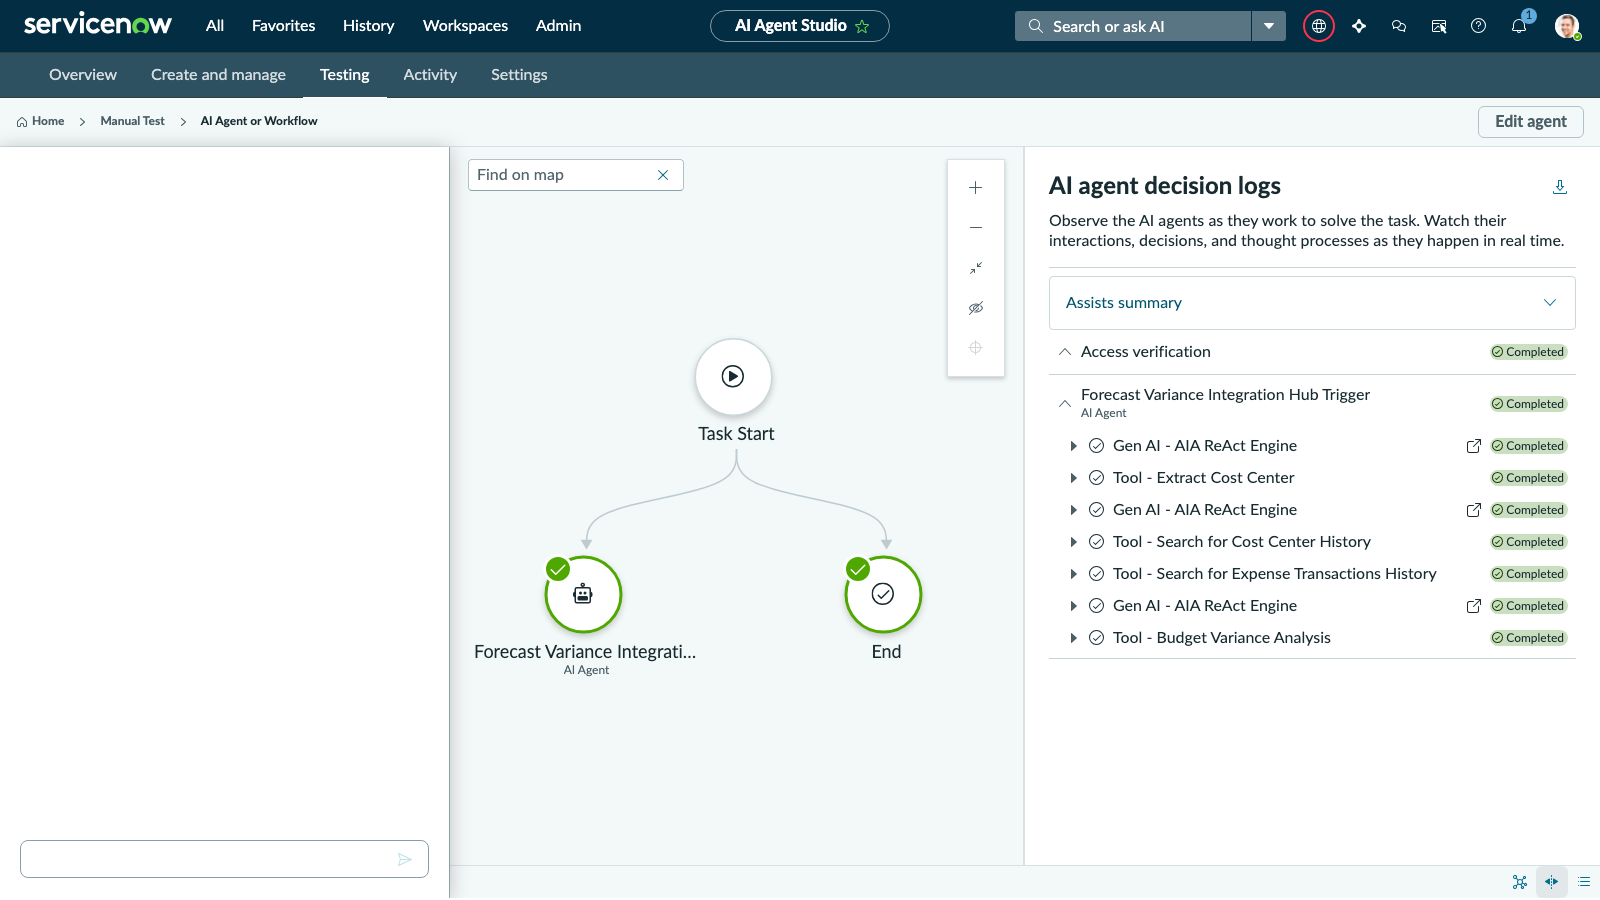 servicenow
All
Favorites
History
Workspaces
Admin
AI Agent Studio
Search or ask AI
1
Overview
Create and manage
Testing
Activity
Settings
Home
Manual Test
AI Agent or Workflow
Edit agent
Find on map
Task Start
Forecast Variance Integrati...
AI Agent
End
AI agent decision logs
Observe the AI agents as they work to solve the task. Watch their
interactions, decisions, and thought processes as they happen in real time.
Assists summary
Access verification
Completed
Forecast Variance Integration Hub Trigger
AI Agent
Completed
Gen AI - AIA ReAct Engine
Completed
Tool - Extract Cost Center
Completed
Gen AI - AIA ReAct Engine
Completed
Tool - Search for Cost Center History
Completed
Tool - Search for Expense Transactions History
Completed
Gen AI - AIA ReAct Engine
Completed
Tool - Budget Variance Analysis
Completed